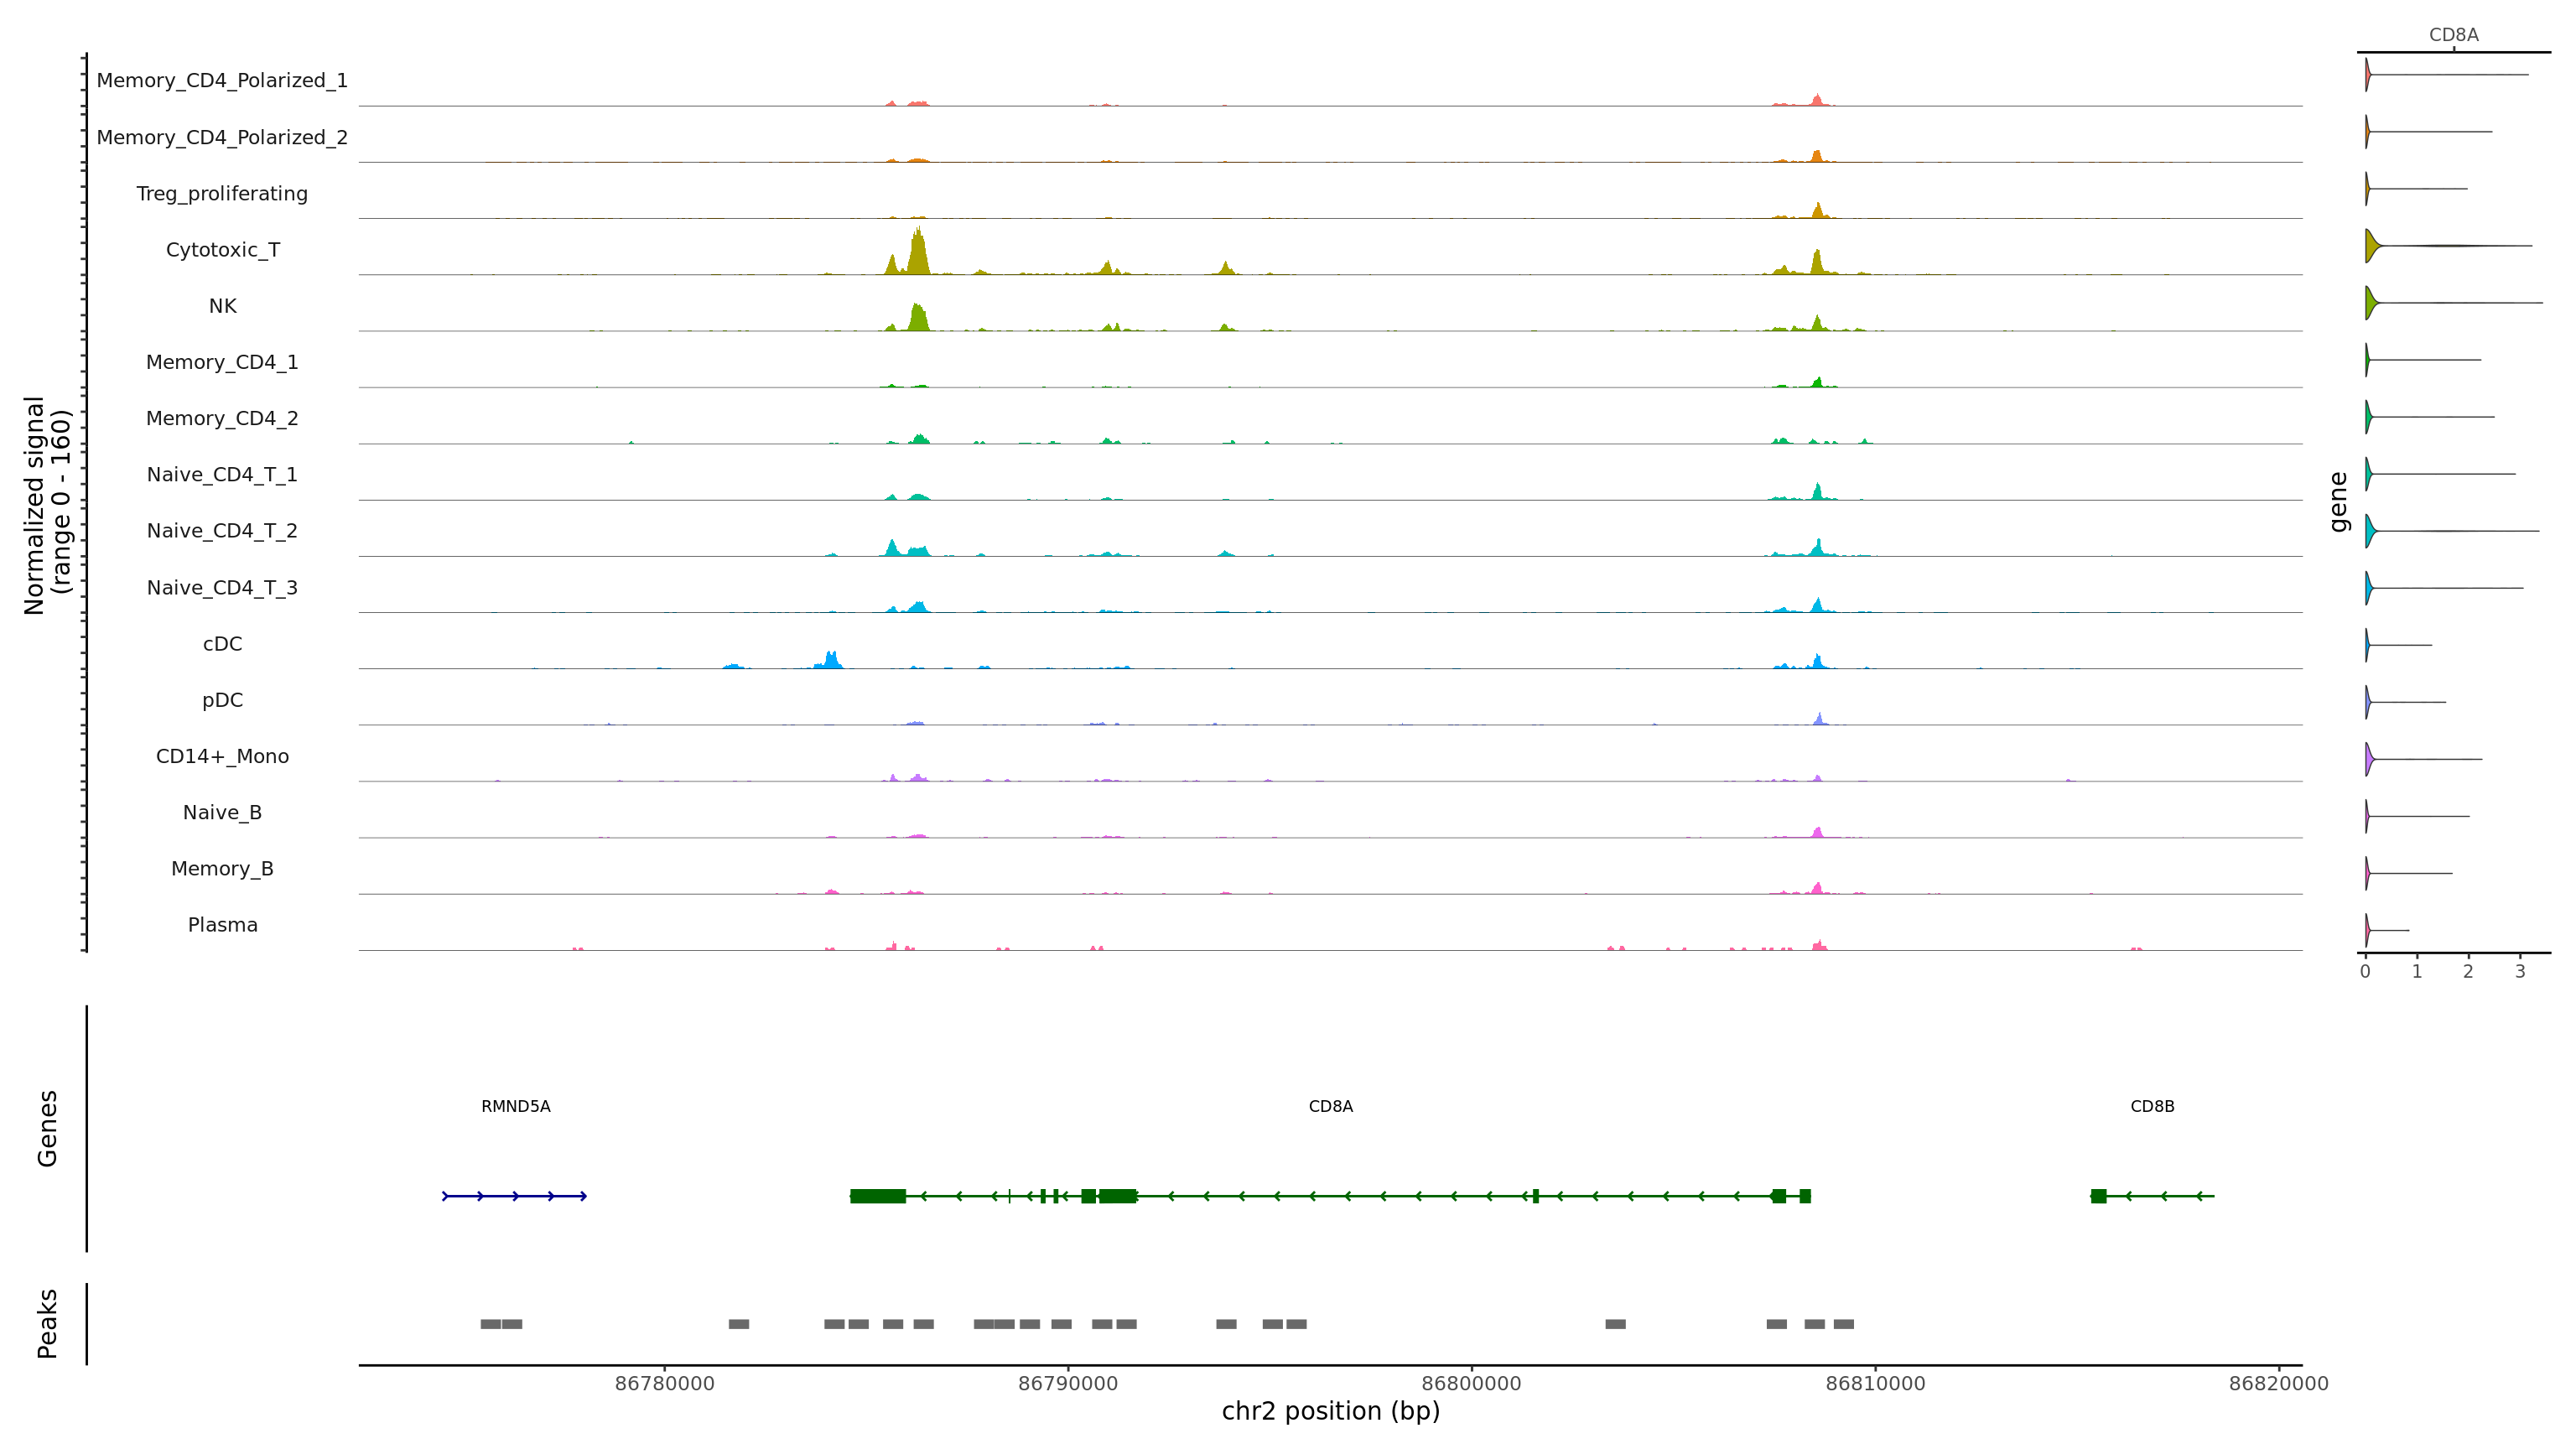 CD8A
Memory_CD4_Polarized_1
Memory_CD4_Polarized_2
Treg_proliferating
Cytotoxic_T
NK
Memory_CD4_1
Memory_CD4_2
Naive_CD4_T_1
Naive_CD4_T_2
Naive_CD4_T_3
cDC
pDC
CD14+_Mono
Naive_B
Memory_B
Plasma
Normalized signal
(range 0 - 160)
gene
0 1 2 3
Genes
RMND5A CD8A CD8B
Peaks
86780000 86790000 86800000 86810000 86820000
chr2 position (bp)